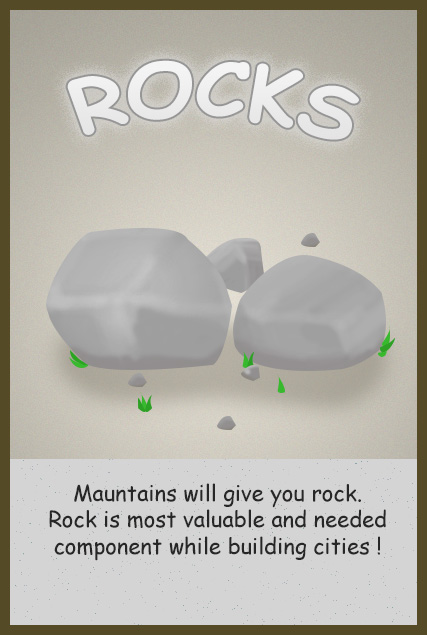 ROCKS
Mauntains will give you rock.
Rock is most valuable and needed
component while building cities !